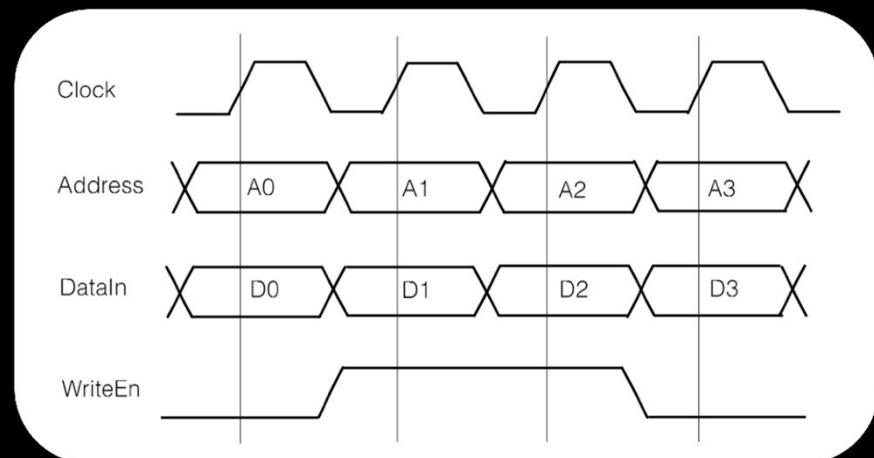 Clock
Address A0 A1 A2 A3
DataIn D0 D1 D2 D3
WriteEn